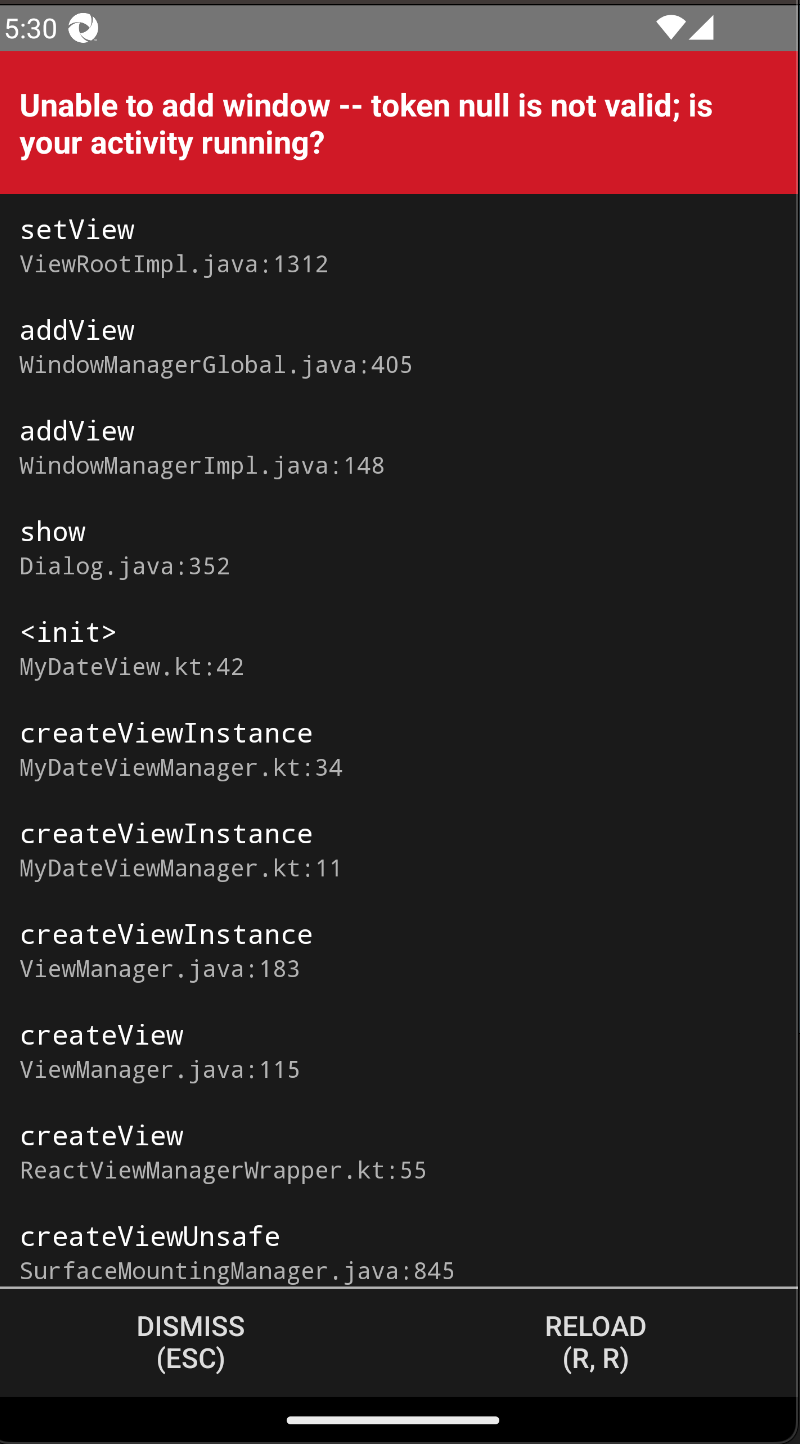 5:30
Unable to add window -- token null is not valid; is
your activity running?
setView
ViewRootImpl.java:1312
addView
WindowManagerGlobal.java:405
addView
WindowManagerImpl.java:148
show
Dialog.java:352
<init>
MyDateView.kt:42
createViewInstance
MyDateViewManager.kt:34
createViewInstance
MyDateViewManager.kt:11
createViewInstance
ViewManager.java:183
createView
ViewManager.java:115
createView
ReactViewManagerWrapper.kt:55
createViewUnsafe
SurfaceMountingManager.java:845
DISMISS
(ESC)
RELOAD
(R, R)